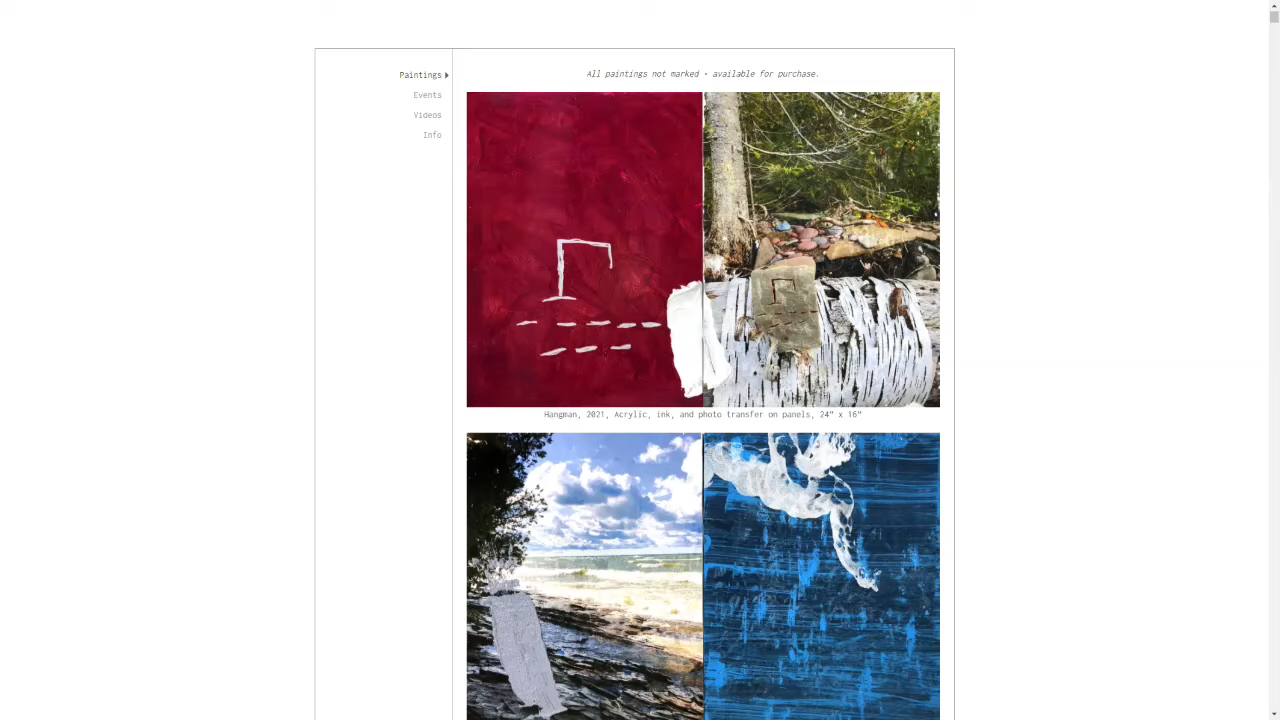 Paintings
Events
Videos
Info
All paintings not marked • available for purchase.
Hangman, 2021, Acrylic, ink, and photo transfer on panels, 24" x 16"